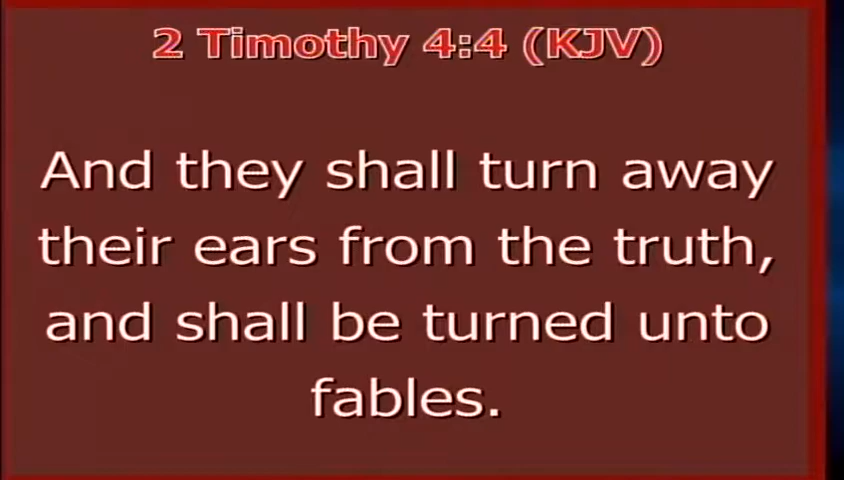 2 Timothy 4:4 (KJV)
And they shall turn away
their ears from the truth,
and shall be turned unto
fables.